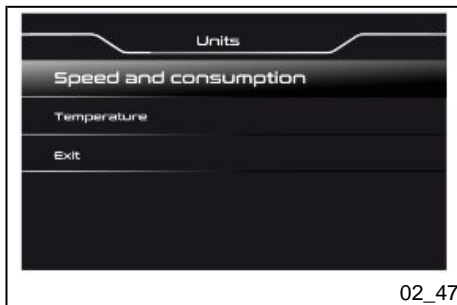 Units
Speed and consumption
Temperature
Exit
02_47